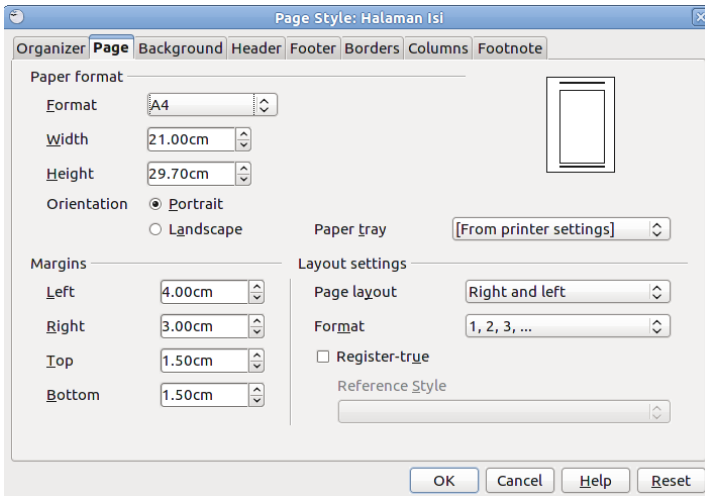 Page Style: Halaman Isi
Organizer Page Background Header Footer Borders Columns Footnote
Paper format
Format A4
Width 21.00cm
Height 29.70cm
Orientation Portrait
Landscape
Paper tray [From printer settings]
Margins
Left 4.00cm
Right 3.00cm
Top 1.50cm
Bottom 1.50cm
Layout settings
Page layout Right and left
Format 1, 2, 3, ...
Register-true
Reference Style
OK Cancel Help Reset